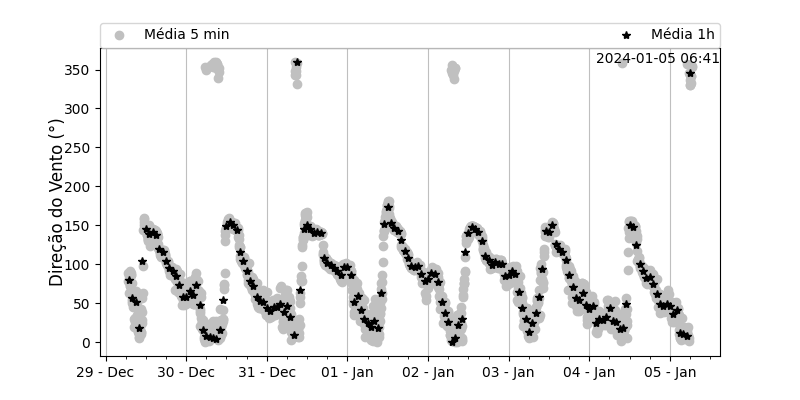 Média 5 min
Média 1h
2024-01-05 06:41
Direção do Vento (°)
350
300
250
200
150
100
50
0
29 - Dec
30 - Dec
31 - Dec
01 - Jan
02 - Jan
03 - Jan
04 - Jan
05 - Jan